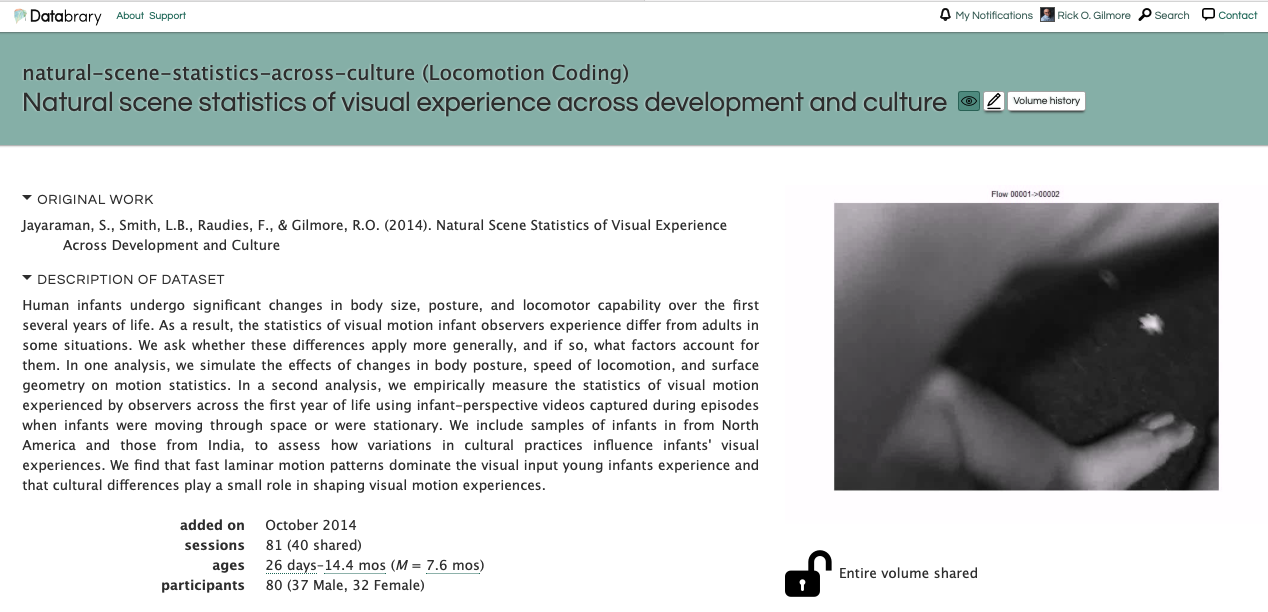 Databrary About Support My Notifications Rick O. Gilmore Search Contact
natural-scene-statistics-across-culture (Locomotion Coding)
Natural scene statistics of visual experience across development and culture Volume history
ORIGINAL WORK
Jayaraman, S., Smith, L.B., Raudies, F., & Gilmore, R.O. (2014). Natural Scene Statistics of Visual Experience
Across Development and Culture
DESCRIPTION OF DATASET
Human infants undergo significant changes in body size, posture, and locomotor capability over the first
several years of life. As a result, the statistics of visual motion infant observers experience differ from adults in
some situations. We ask whether these differences apply more generally, and if so, what factors account for
them. In one analysis, we simulate the effects of changes in body posture, speed of locomotion, and surface
geometry on motion statistics. In a second analysis, we empirically measure the statistics of visual motion
experienced by observers across the first year of life using infant-perspective videos captured during episodes
when infants were moving through space or were stationary. We include samples of infants in from North
America and those from India, to assess how variations in cultural practices influence infants' visual
experiences. We find that fast laminar motion patterns dominate the visual input young infants experience and
that cultural differences play a small role in shaping visual motion experiences.
added on October 2014
sessions 81 (40 shared)
ages 26 days-14.4 mos (M = 7.6 mos)
participants 80 (37 Male, 32 Female)
Flow 00001->00002
Entire volume shared